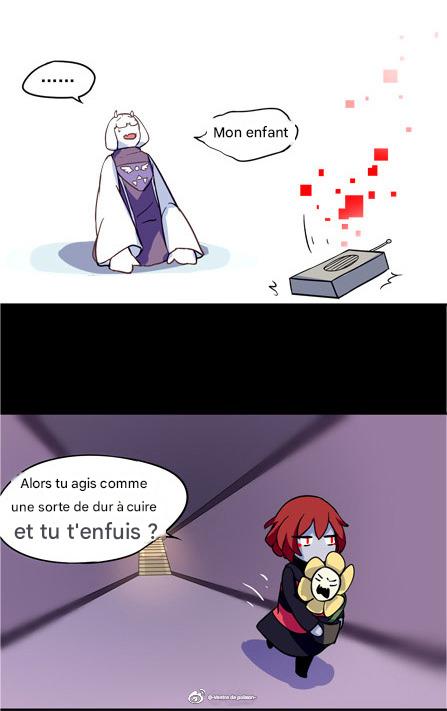 ......
Mon enfant
Alors tu agis comme
une sorte de dur à cuire
et tu t'enfuis ?